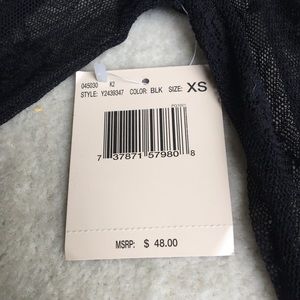 045030 K2
STYLE: Y2439347 COLOR: BLK SIZE: XS
7 37871 57980 8
MSRP: $ 48.00